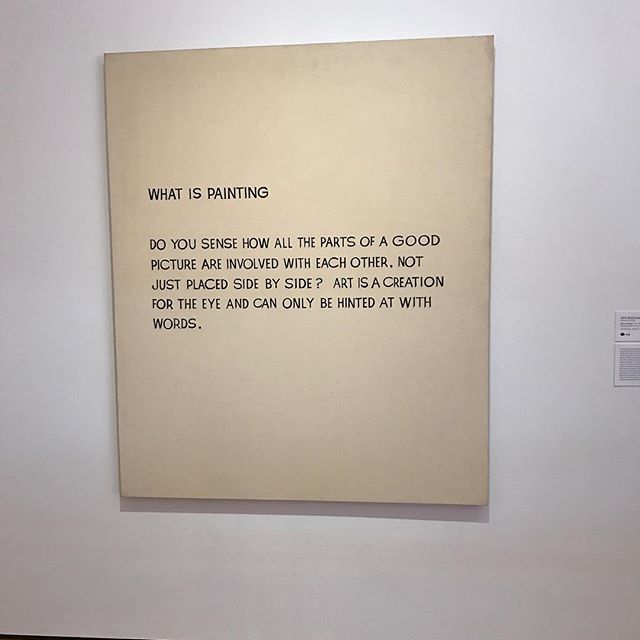 WHAT IS PAINTING
DO YOU SENSE HOW ALL THE PARTS OF A GOOD
PICTURE ARE INVOLVED WITH EACH OTHER, NOT
JUST PLACED SIDE BY SIDE? ART IS A CREATION
FOR THE EYE AND CAN ONLY BE HINTED AT WITH
WORDS.